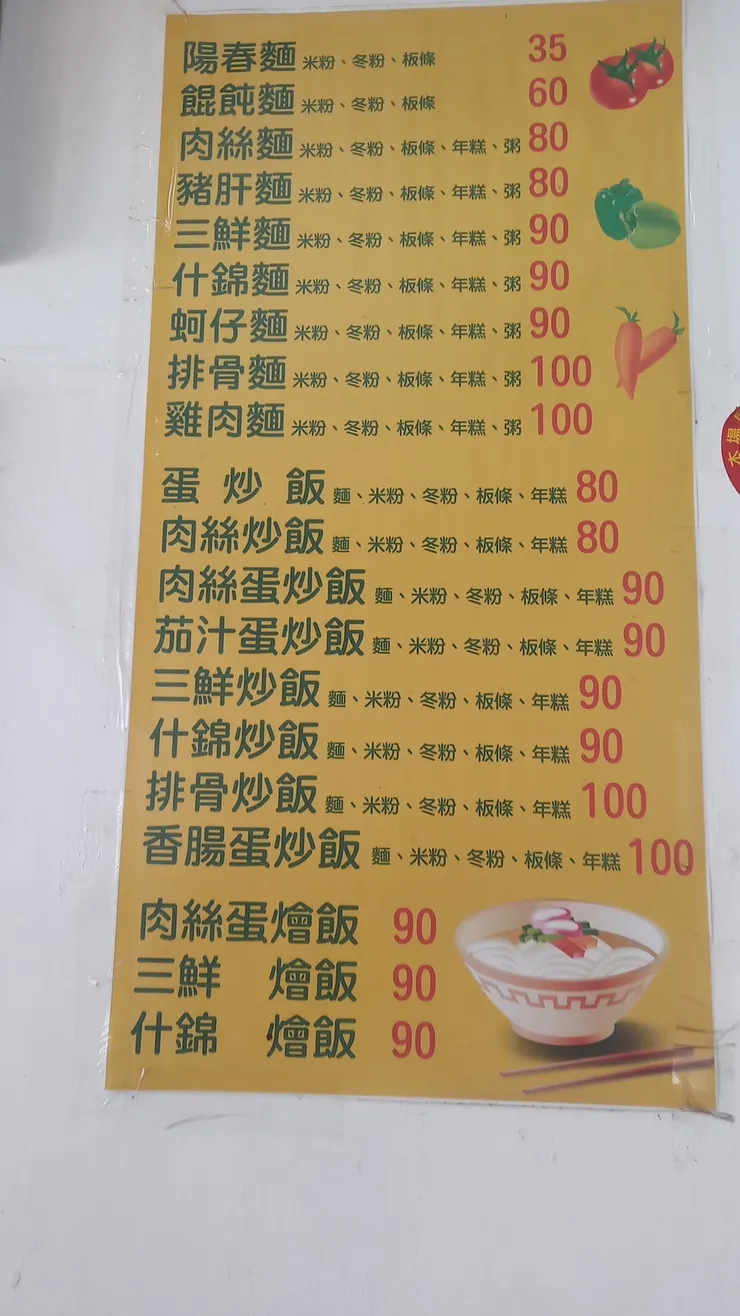 陽春麵 米粉、冬粉、板條 35
餛飩麵 米粉、冬粉、板條 60
肉絲麵 米粉、冬粉、板條、年糕、粥 80
豬肝麵 米粉、冬粉、板條、年糕、粥 80
三鮮麵 米粉、冬粉、板條、年糕、粥 90
什錦麵 米粉、冬粉、板條、年糕、粥 90
蚵仔麵 米粉、冬粉、板條、年糕、粥 90
排骨麵 米粉、冬粉、板條、年糕、粥 100
雞肉麵 米粉、冬粉、板條、年糕、粥 100
蛋炒飯 麵、米粉、冬粉、板條、年糕 80
肉絲炒飯 麵、米粉、冬粉、板條、年糕 80
肉絲蛋炒飯 麵、米粉、冬粉、板條、年糕 90
茄汁蛋炒飯 麵、米粉、冬粉、板條、年糕 90
三鮮炒飯 麵、米粉、冬粉、板條、年糕 90
什錦炒飯 麵、米粉、冬粉、板條、年糕 90
排骨炒飯 麵、米粉、冬粉、板條、年糕 100
香腸蛋炒飯 麵、米粉、冬粉、板條、年糕 100
肉絲蛋燴飯 90
三鮮 燴飯 90
什錦 燴飯 90
本場